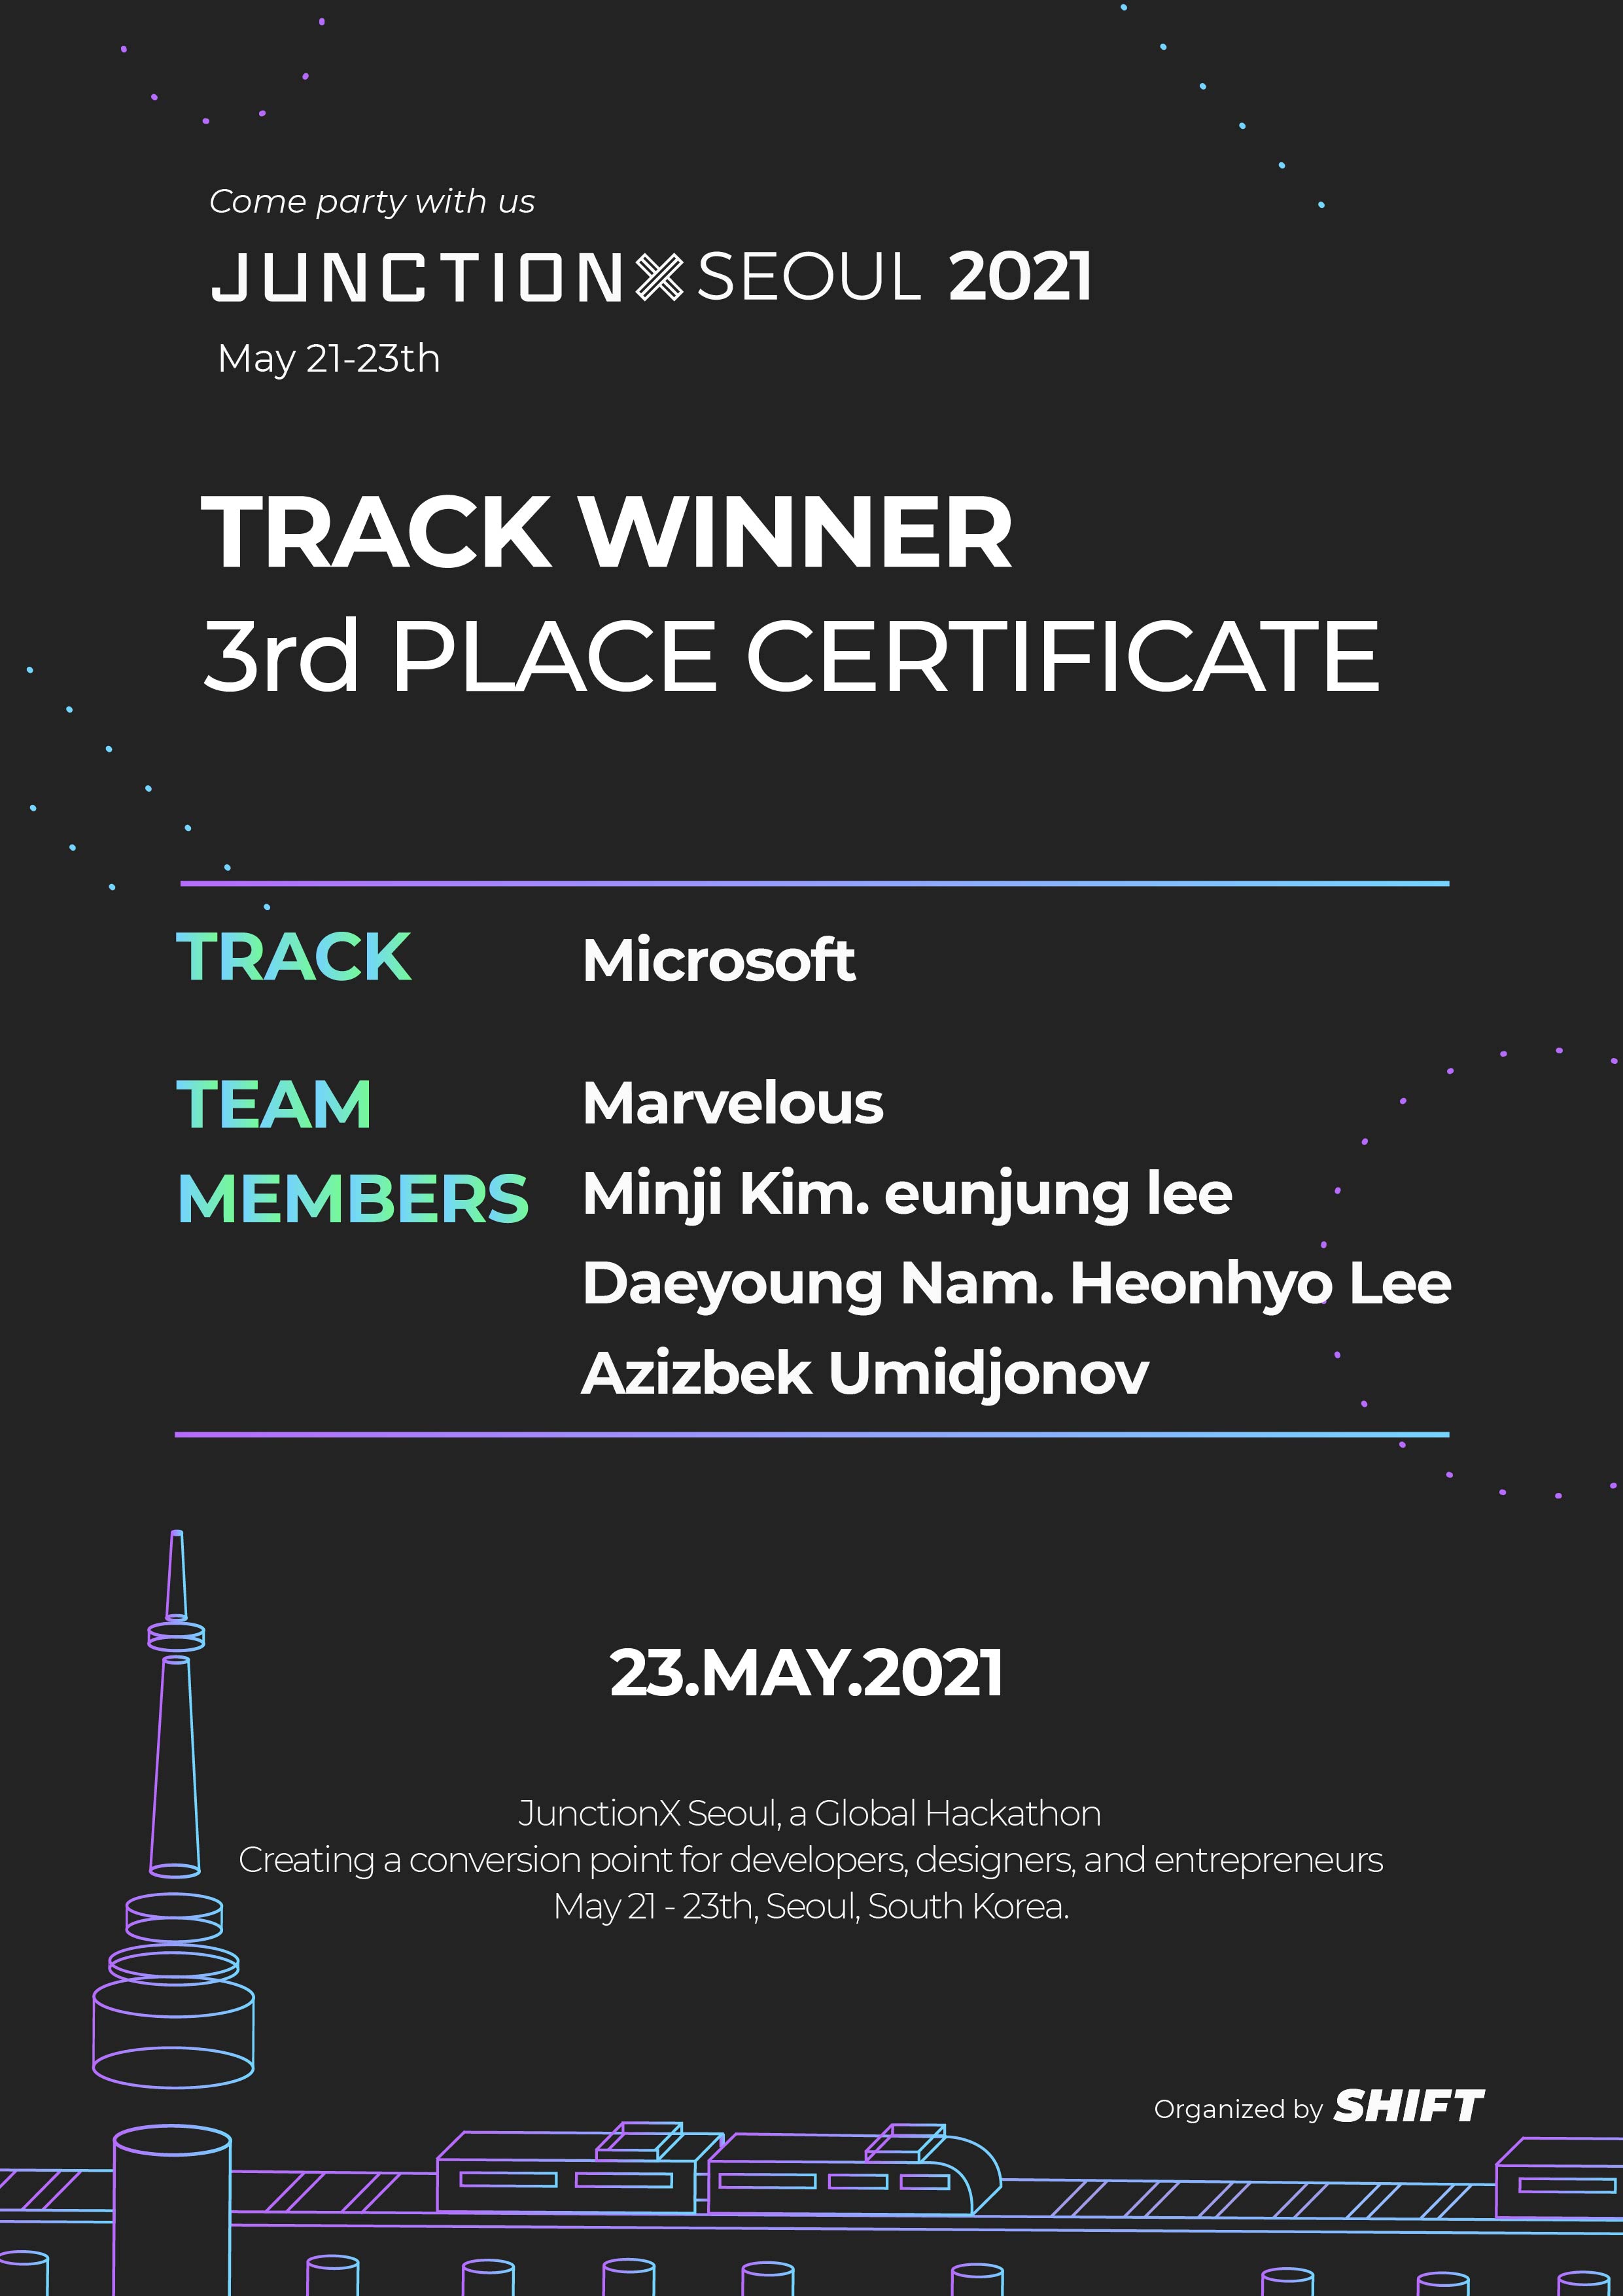 Come party with us
JUNCTIONXSEOUL 2021
May 21-23th
TRACK WINNER
3rd PLACE CERTIFICATE
TRACK Microsoft
TEAM Marvelous
MEMBERS Minji Kim. eunjung lee
Daeyoung Nam. Heonhyo Lee
Azizbek Umidjonov
23.MAY.2021
JunctionX Seoul, a Global Hackathon
Creating a conversion point for developers, designers, and entrepreneurs
May 21 - 23th, Seoul, South Korea.
Organized by SHIFT